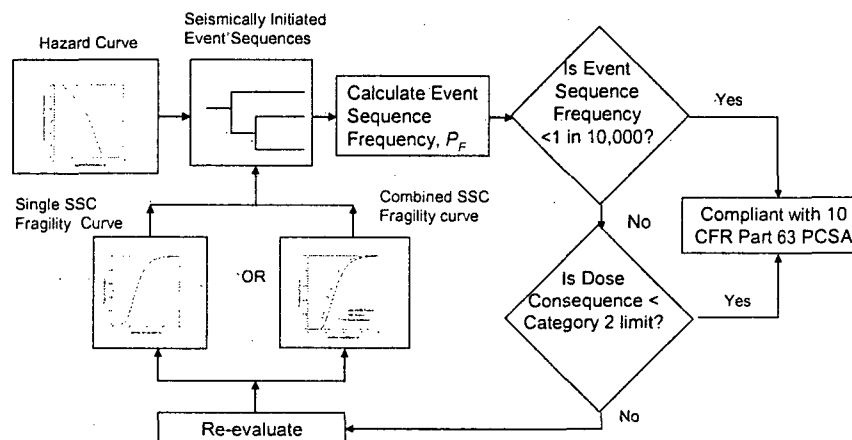 Hazard Curve
Seismically Initiated
Event Sequences
Calculate Event
Sequence
Frequency, P_F
Is Event
Sequence
Frequency
<1 in 10,000?
Yes
No
Single SSC
Fragility Curve
OR
Combined SSC
Fragility curve
Is Dose
Consequence <
Category 2 limit?
Yes
No
Compliant with 10
CFR Part 63 PCSA
Re-evaluate